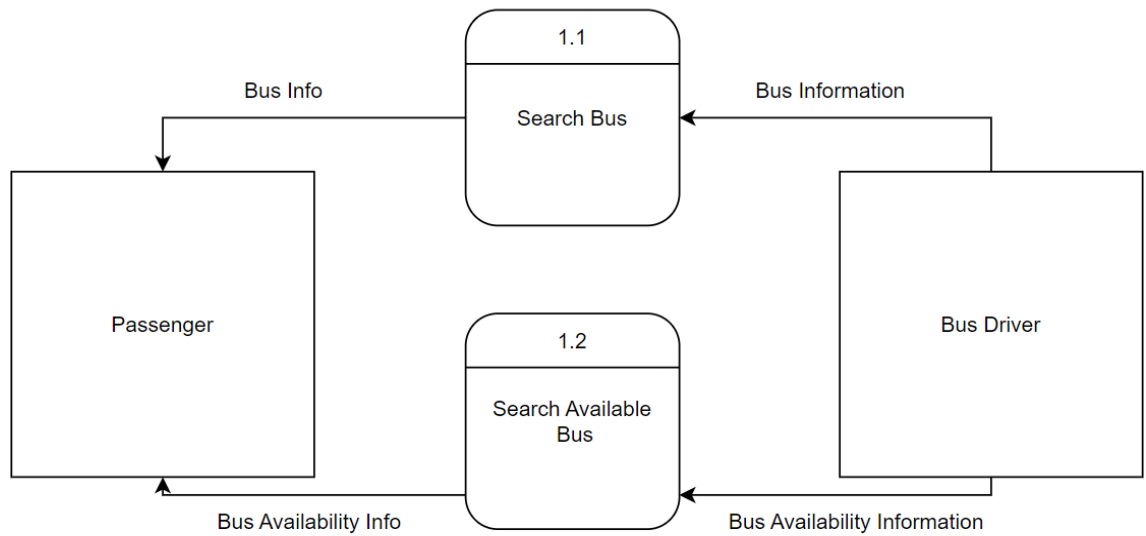 1.1
Bus Info
Search Bus
Bus Information
Passenger
Bus Driver
1.2
Search Available
Bus
Bus Availability Info
Bus Availability Information